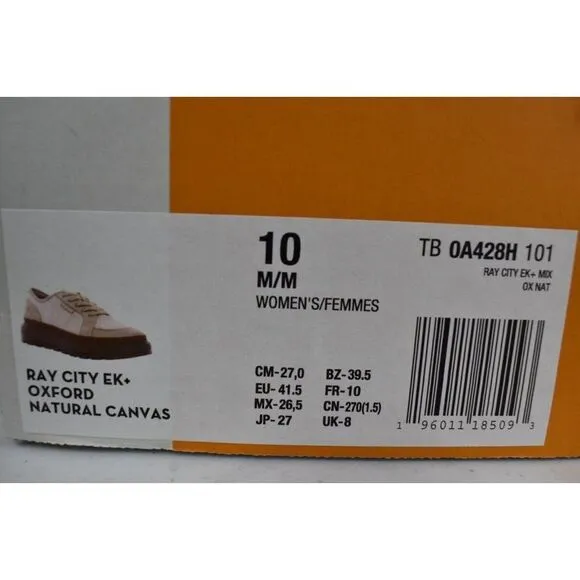 10
M/M
WOMEN'S/FEMMES
TB 0A428H 101
RAY CITY EK+ MIX
OX NAT
RAY CITY EK+
OXFORD
NATURAL CANVAS
CM-27,0 BZ-39.5
EU- 41.5 FR-10
MX-26,5 CN-270(1.5)
JP- 27 UK-8
1 96011 18509 3